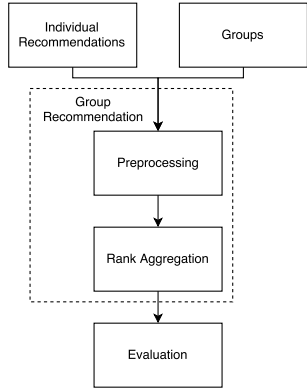 Individual
Recommendations
Groups
Group
Recommendation
Preprocessing
Rank Aggregation
Evaluation